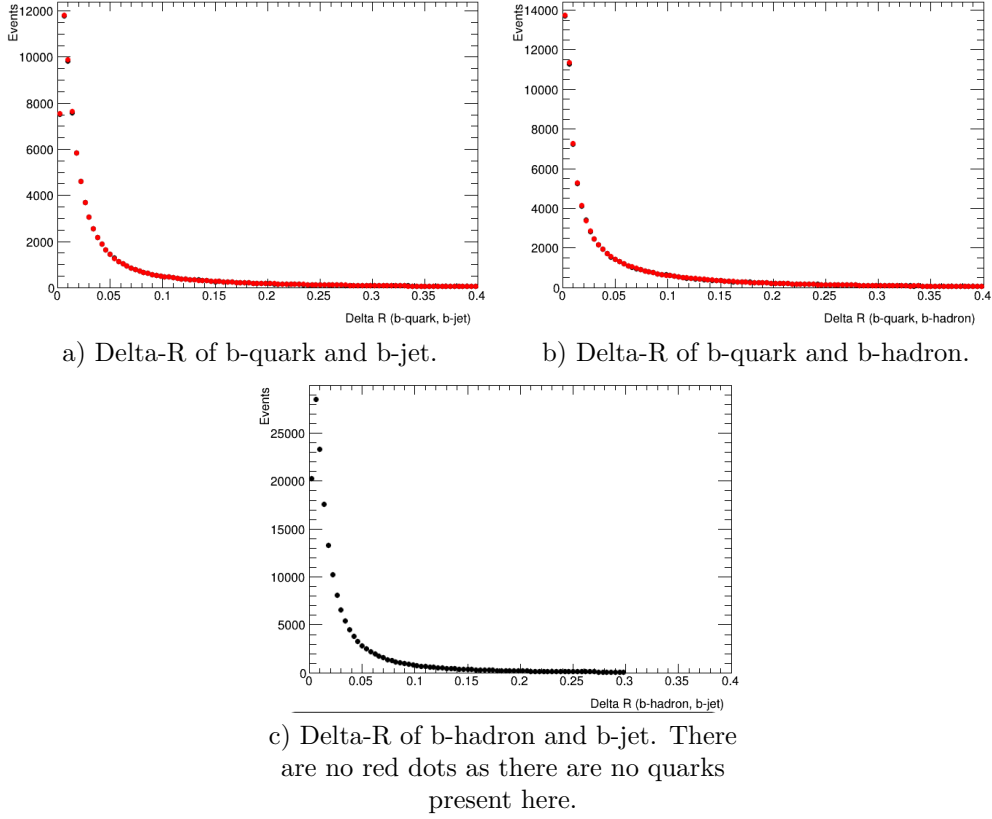 Events
12000
10000
8000
6000
4000
2000
0
0 0.05 0.1 0.15 0.2 0.25 0.3 0.35 0.4
Delta R (b-quark, b-jet)
a) Delta-R of b-quark and b-jet.
Events
14000
12000
10000
8000
6000
4000
2000
0
0 0.05 0.1 0.15 0.2 0.25 0.3 0.35 0.4
Delta R (b-quark, b-hadron)
b) Delta-R of b-quark and b-hadron.
Events
25000
20000
15000
10000
5000
0
0 0.05 0.1 0.15 0.2 0.25 0.3 0.4
Delta R (b-hadron, b-jet)
c) Delta-R of b-hadron and b-jet. There
are no red dots as there are no quarks
present here.